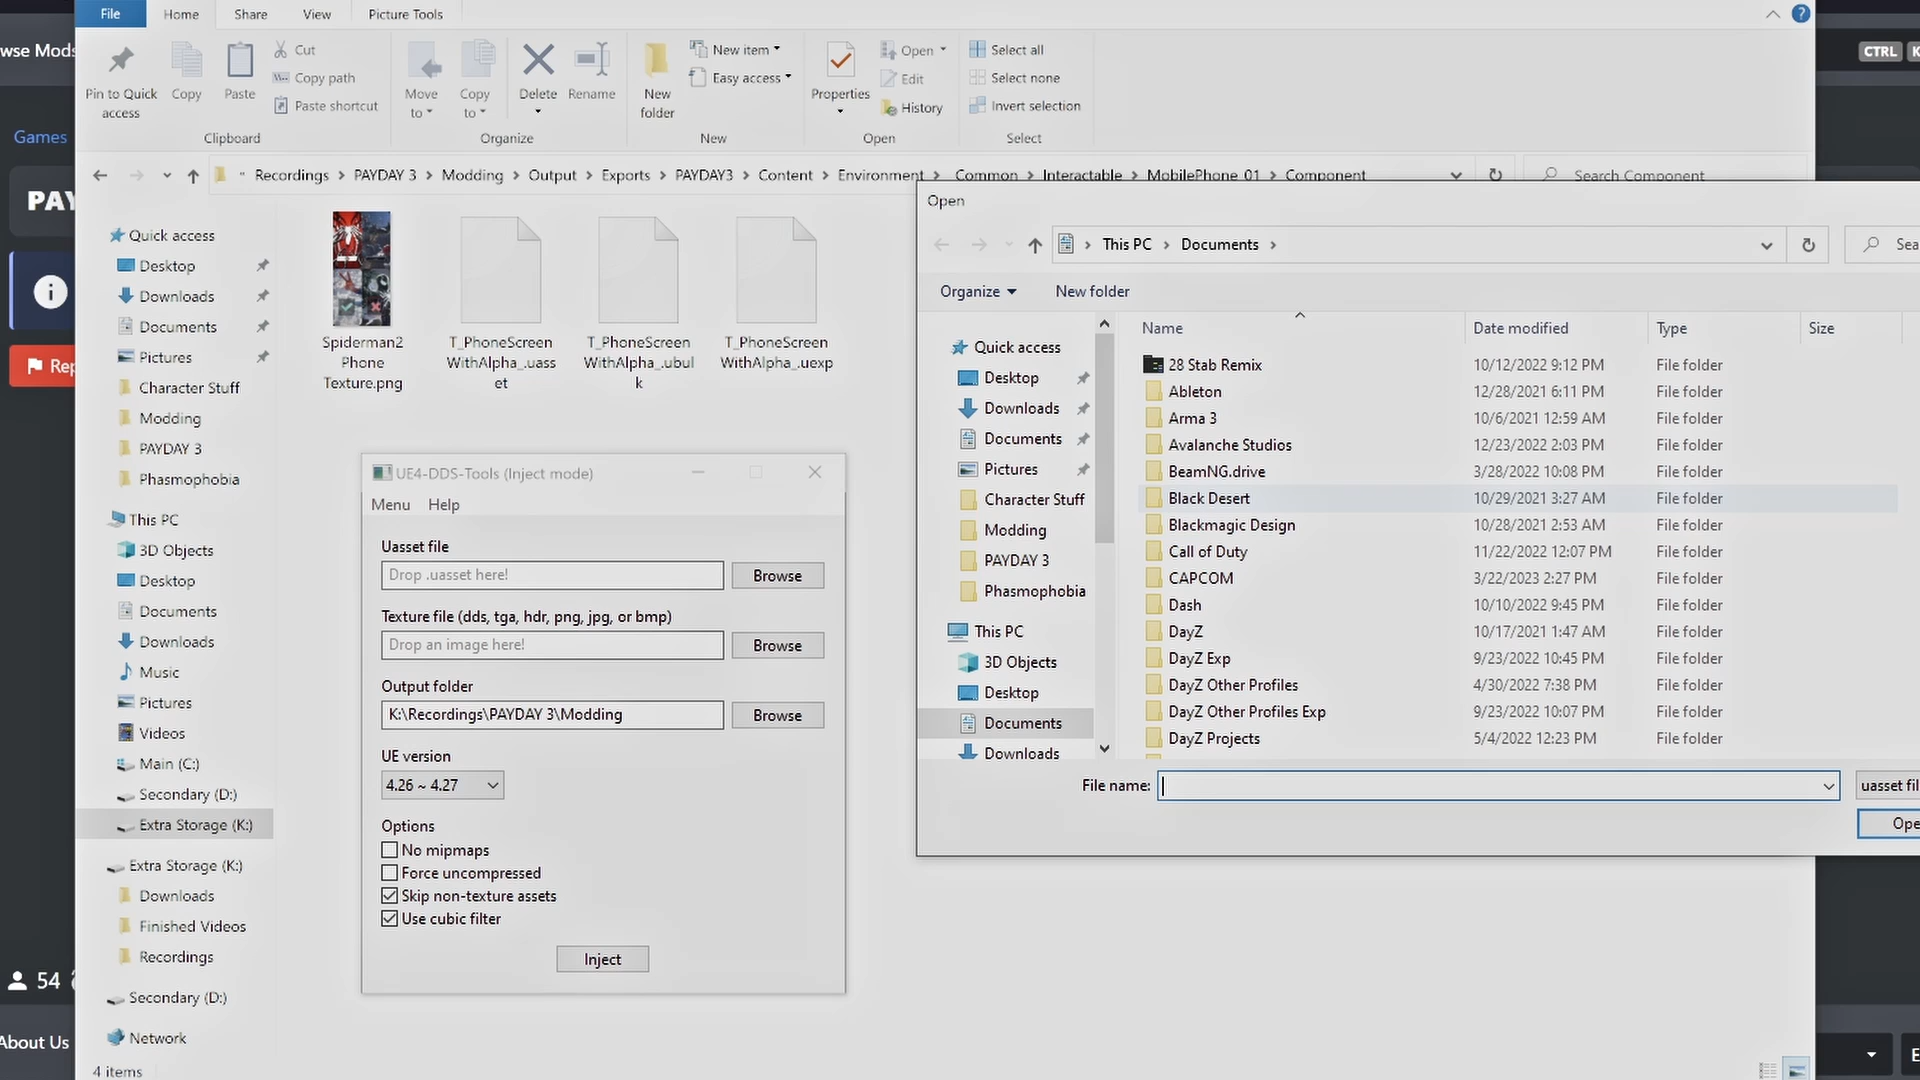 File
Home
Share
View
Picture Tools
Pin to Quick
access
Copy
Paste
Cut
Copy path
Paste shortcut
Clipboard
Move
to
Copy
to
Delete
Rename
Organize
New
folder
New item
Easy access
New
Properties
Open
Edit
History
Open
Select all
Select none
Invert selection
Select
wse Mods
CTRL
K
Games
PAY
Rep
54
About Us
Recordings
PAYDAY 3
Modding
Output
Exports
PAYDAY3
Content
Environment
Common
Interactable
MobilePhone_01
Component
Search Component
Quick access
Desktop
Downloads
Documents
Pictures
Character Stuff
Modding
PAYDAY 3
Phasmophobia
This PC
3D Objects
Desktop
Documents
Downloads
Music
Pictures
Videos
Main (C:)
Secondary (D:)
Extra Storage (K:)
Extra Storage (K:)
Downloads
Finished Videos
Recordings
Secondary (D:)
Network
4 items
Spiderman2
Phone
Texture.png
T_PhoneScreen
WithAlpha_.uass
et
T_PhoneScreen
WithAlpha_.ubul
k
T_PhoneScreen
WithAlpha_.uexp
UE4-DDS-Tools (Inject mode)
Menu
Help
Uasset file
Drop .uasset here!
Browse
Texture file (dds, tga, hdr, png, jpg, or bmp)
Drop an image here!
Browse
Output folder
K:\Recordings\PAYDAY 3\Modding
Browse
UE version
4.26 ~ 4.27
Options
No mipmaps
Force uncompressed
Skip non-texture assets
Use cubic filter
Inject
Open
This PC
Documents
Sea
Organize
New folder
Quick access
Desktop
Downloads
Documents
Pictures
Character Stuff
Modding
PAYDAY 3
Phasmophobia
This PC
3D Objects
Desktop
Documents
Downloads
Name Date modified Type Size
28 Stab Remix 10/12/2022 9:12 PM File folder
Ableton 12/28/2021 6:11 PM File folder
Arma 3 10/6/2021 12:59 AM File folder
Avalanche Studios 12/23/2022 2:03 PM File folder
BeamNG.drive 3/28/2022 10:08 PM File folder
Black Desert 10/29/2021 3:27 AM File folder
Blackmagic Design 10/28/2021 2:53 AM File folder
Call of Duty 11/22/2022 12:07 PM File folder
CAPCOM 3/22/2023 2:27 PM File folder
Dash 10/10/2022 9:45 PM File folder
DayZ 10/17/2021 1:47 AM File folder
DayZ Exp 9/23/2022 10:45 PM File folder
DayZ Other Profiles 4/30/2022 7:38 PM File folder
DayZ Other Profiles Exp 9/23/2022 10:07 PM File folder
DayZ Projects 5/4/2022 12:23 PM File folder
File name:
uasset fil
Ope
E